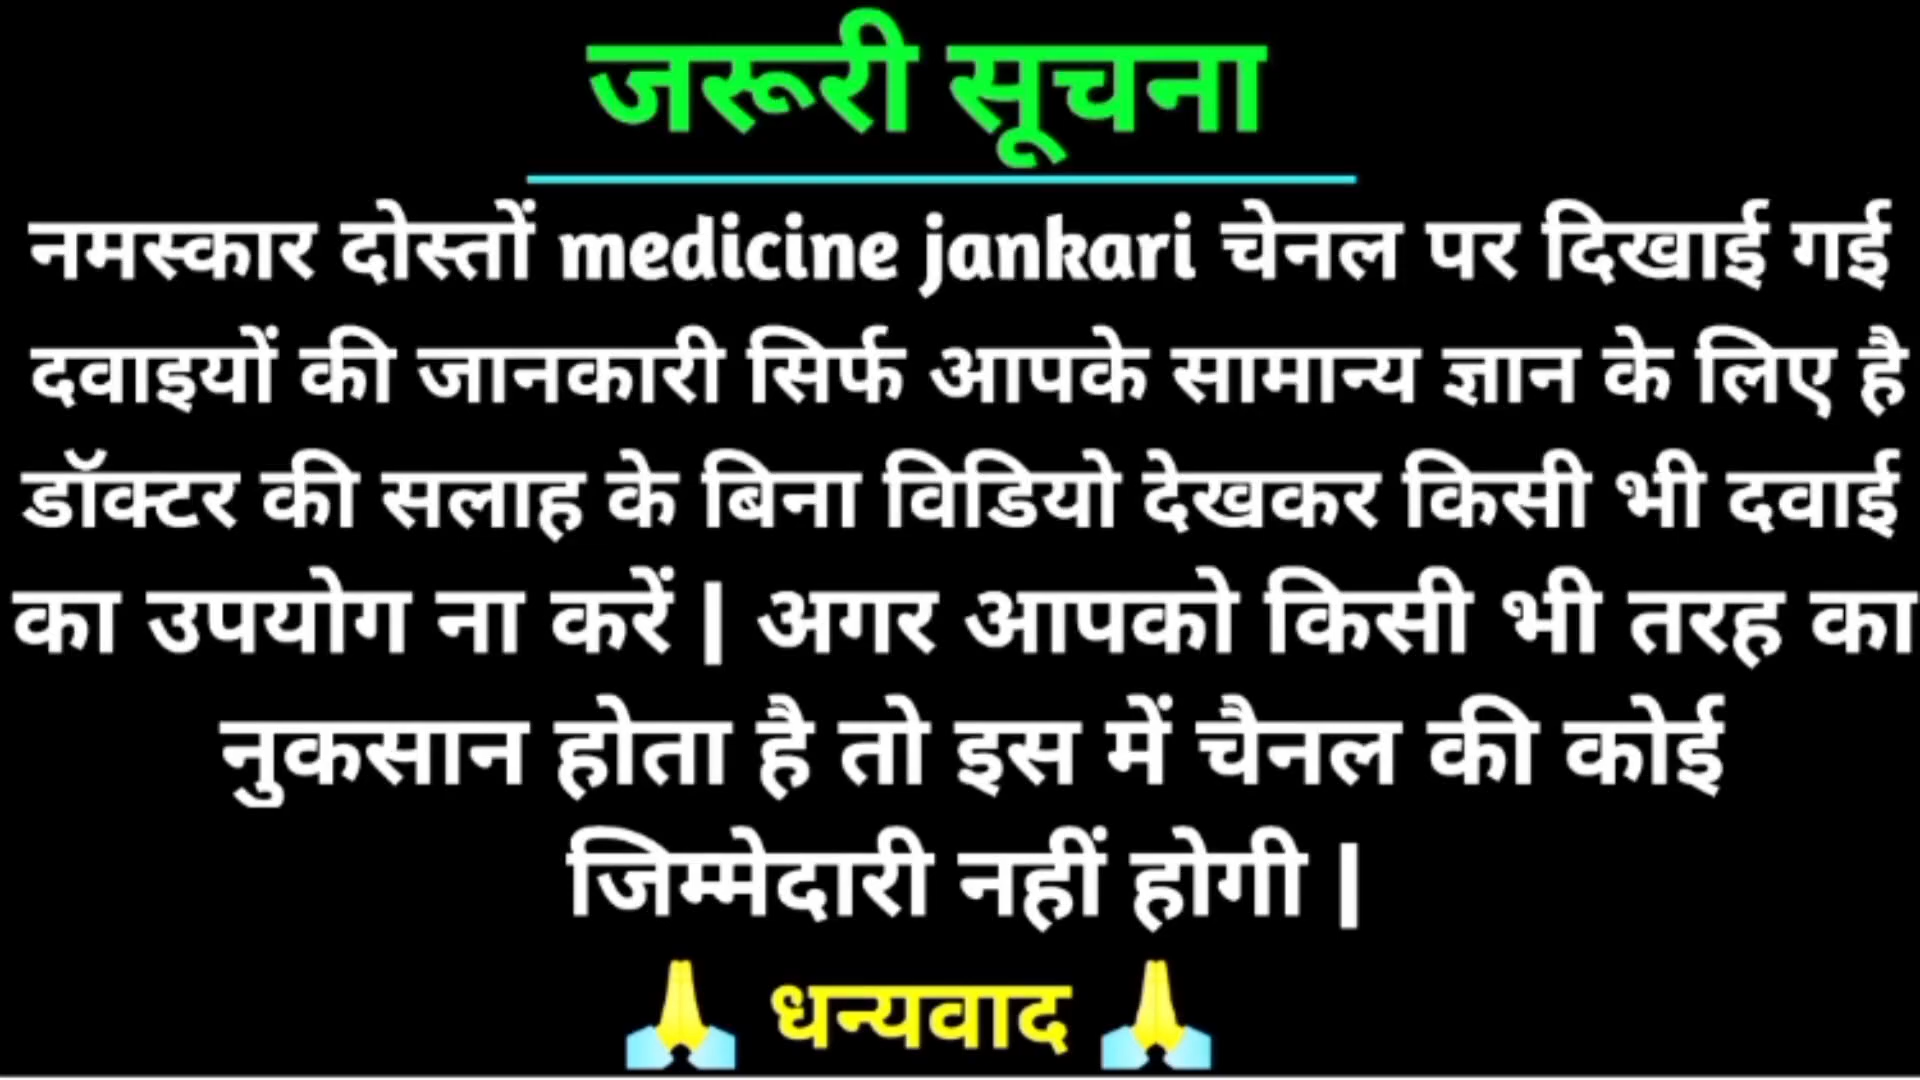 जरूरी सूचना
नमस्कार दोस्तों medicine jankari चेनल पर दिखाई गई
दवाइयों की जानकारी सिर्फ आपके सामान्य ज्ञान के लिए है
डॉक्टर की सलाह के बिना विडियो देखकर किसी भी दवाई
का उपयोग ना करें | अगर आपको किसी भी तरह का
नुकसान होता है तो इस में चैनल की कोई
जिम्मेदारी नहीं होगी |
🙏 धन्यवाद 🙏